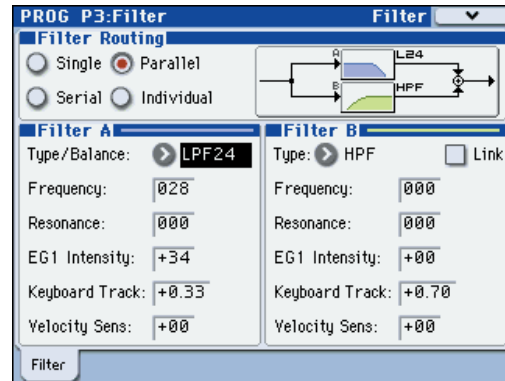 PROG P3:Filter Filter
Filter Routing
Single Parallel
Serial Individual
A L24
B HPF
Filter A
Type/Balance: LPF24
Frequency: 028
Resonance: 000
EG1 Intensity: +34
Keyboard Track: +0.33
Velocity Sens: +00
Filter B
Type: HPF Link
Frequency: 000
Resonance: 000
EG1 Intensity: +00
Keyboard Track: +0.70
Velocity Sens: +00
Filter